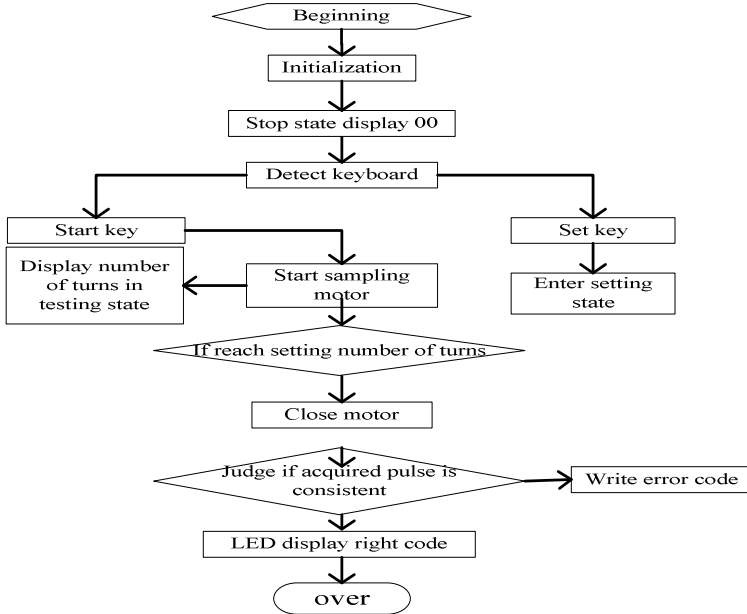 Beginning
Initialization
Stop state display 00
Detect keyboard
Start key
Set key
Display number
of turns in
testing state
Start sampling
motor
Enter setting
state
If reach setting number of turns
Close motor
Judge if acquired pulse is
consistent
Write error code
LED display right code
over